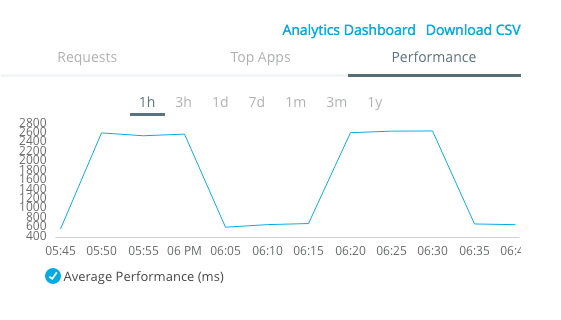 Analytics Dashboard Download CSV
Requests Top Apps Performance
1h 3h 1d 7d 1m 3m 1y
2800
2600
2400
2200
2000
1800
1600
1400
1200
1000
800
600
400
05:45 05:50 05:55 06 PM 06:05 06:10 06:15 06:20 06:25 06:30 06:35
Average Performance (ms)